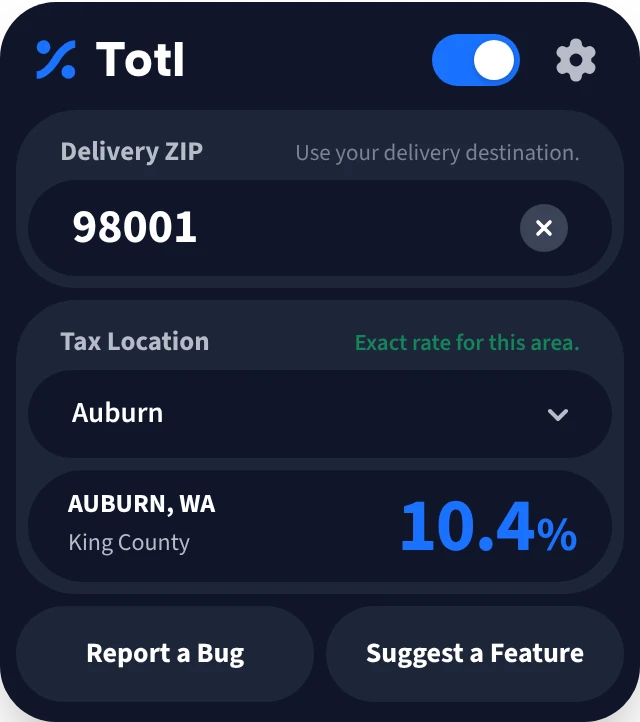 Totl
Delivery ZIP
Use your delivery destination.
98001
Tax Location
Exact rate for this area.
Auburn
AUBURN, WA
King County
10.4%
Report a Bug
Suggest a Feature